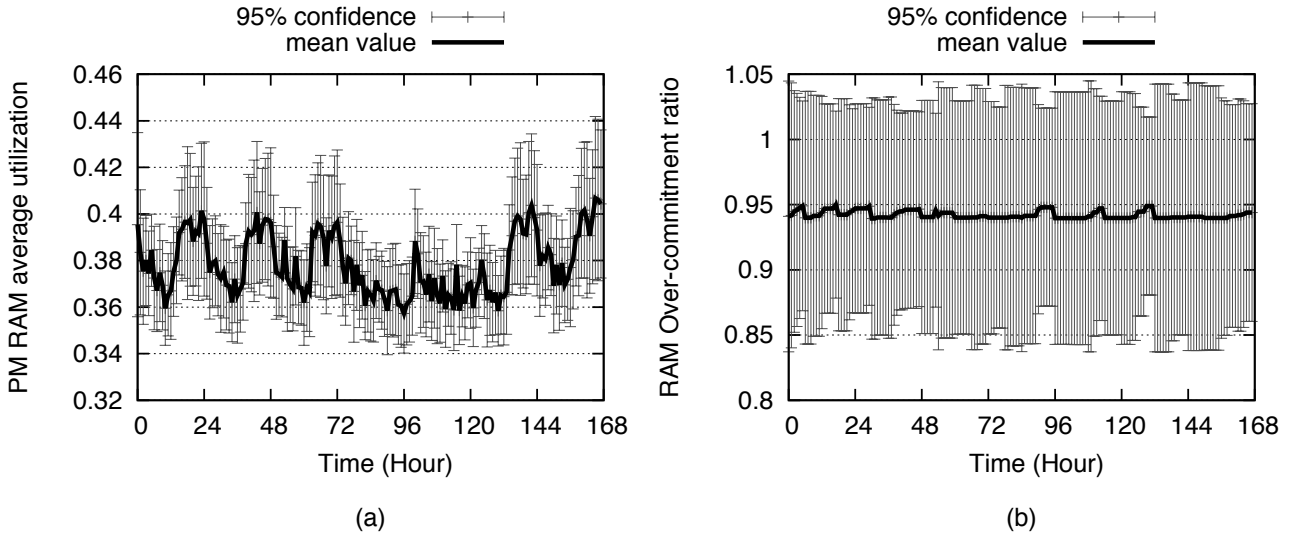 95% confidence
mean value
PM RAM average utilization
0.46
0.44
0.42
0.4
0.38
0.36
0.34
0.32
0 24 48 72 96 120 144 168
Time (Hour)
(a)
95% confidence
mean value
RAM Over-commitment ratio
1.05
1
0.95
0.9
0.85
0.8
0 24 48 72 96 120 144 168
Time (Hour)
(b)